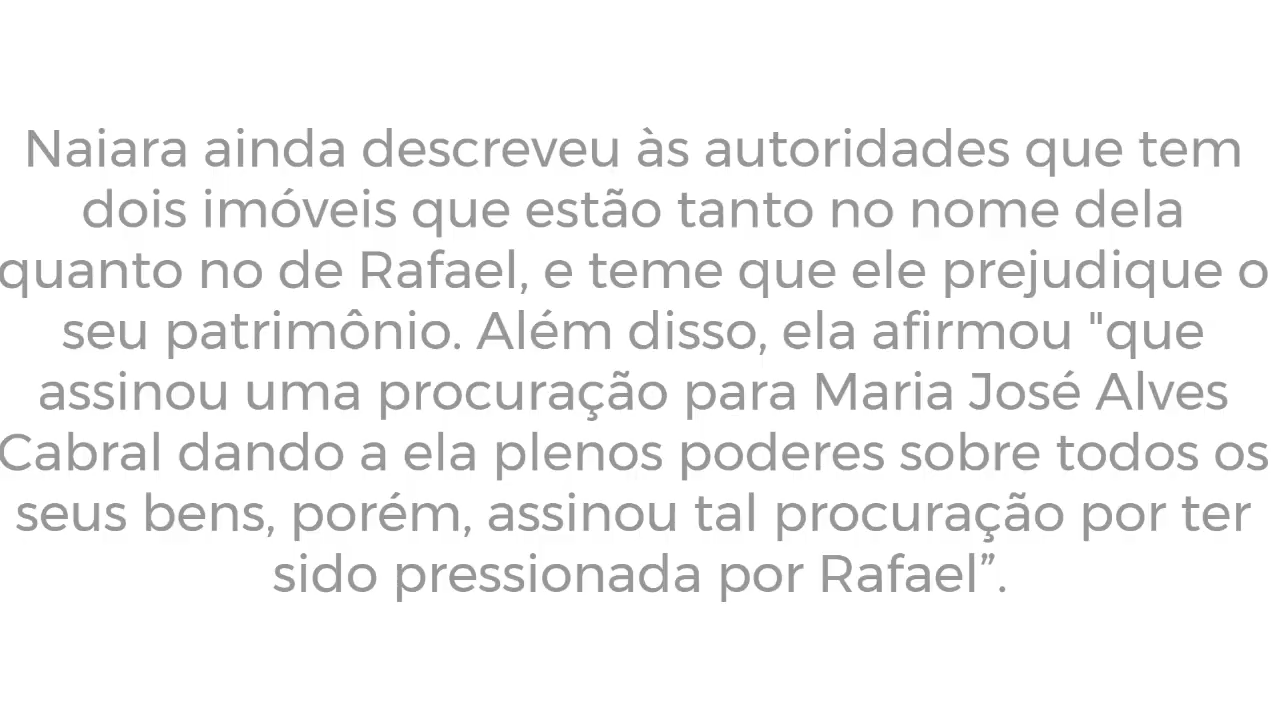 Naiara ainda descreveu às autoridades que tem
dois imóveis que estão tanto no nome dela
quanto no de Rafael, e teme que ele prejudique o
seu patrimônio. Além disso, ela afirmou "que
assinou uma procuração para Maria José Alves
Cabral dando a ela plenos poderes sobre todos os
seus bens, porém, assinou tal procuração por ter
sido pressionada por Rafael”.